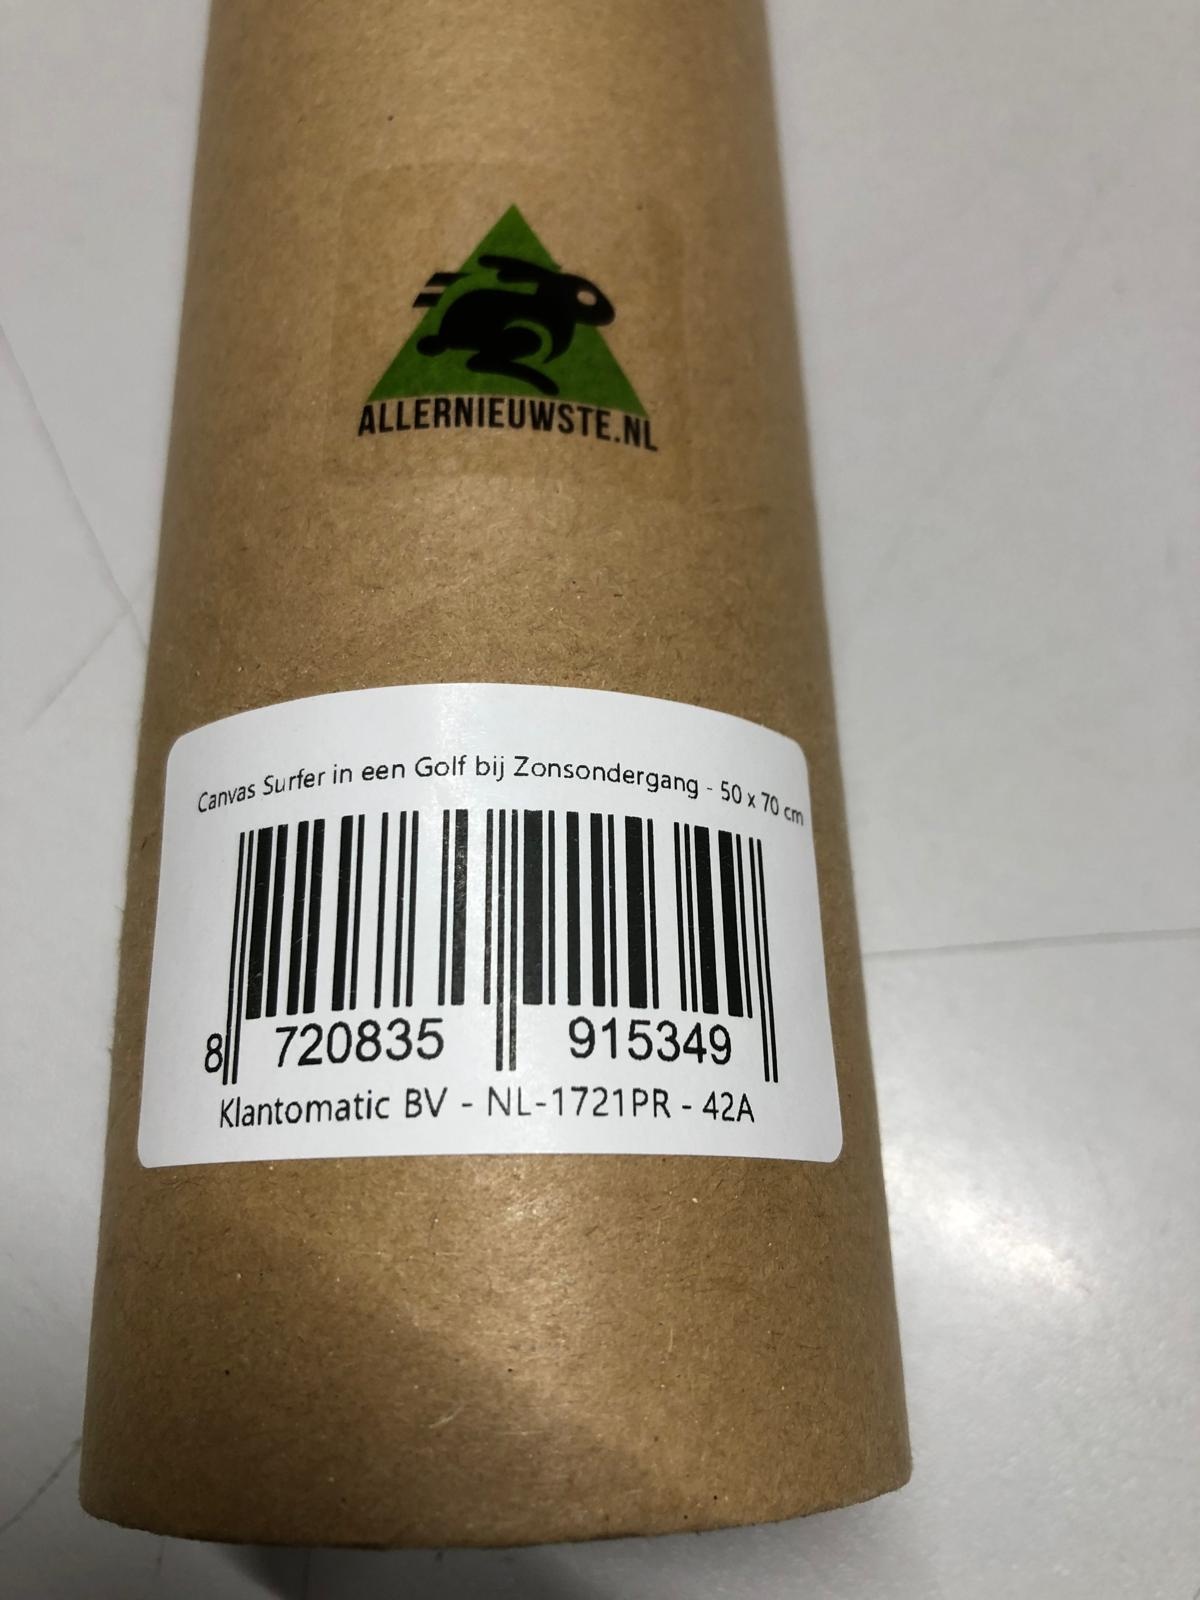 ALLERNIEUWSTE.NL
Canvas Surfer in een Golf bij Zonsondergang - 50 x 70 cm
8 720835 915349
Klantomatic BV - NL-1721PR - 42A